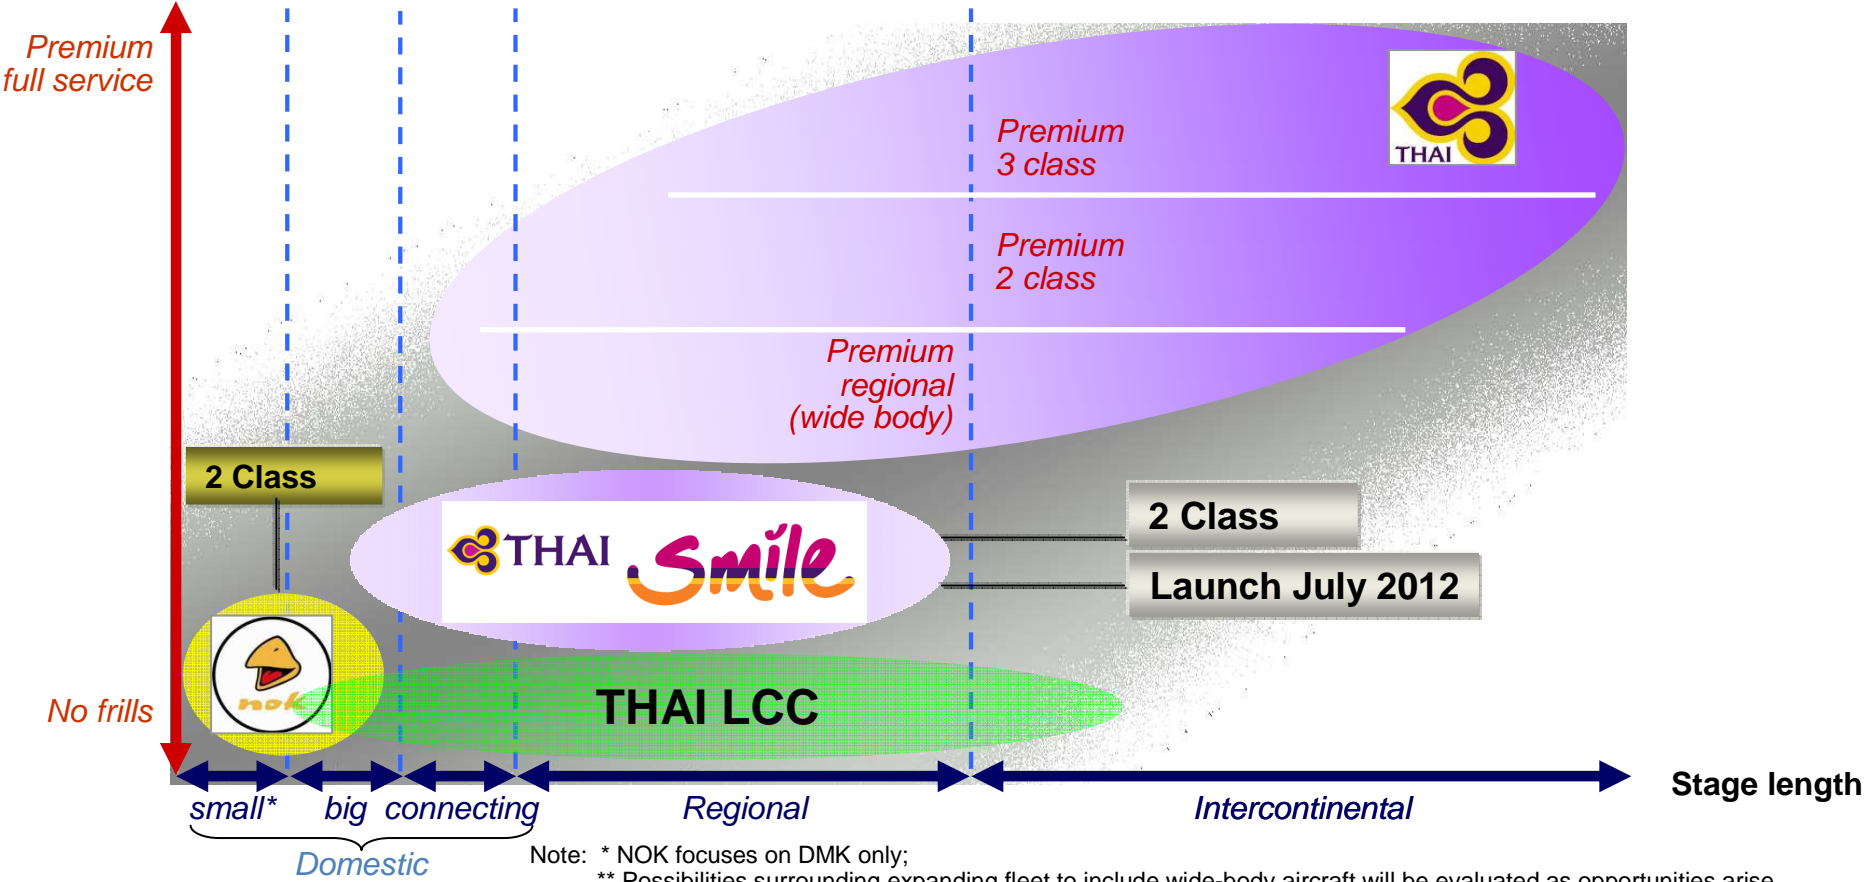 Premium
full service
THAI
Premium
3 class
Premium
2 class
Premium
regional
(wide body)
2 Class
THAI Smile
2 Class
Launch July 2012
nok
THAI LCC
No frills
Stage length
small*
big
connecting
Regional
Intercontinental
Domestic
Note: * NOK focuses on DMK only;
** Possibilities surrounding expanding fleet to include wide-body aircraft will be evaluated as opportunities arise